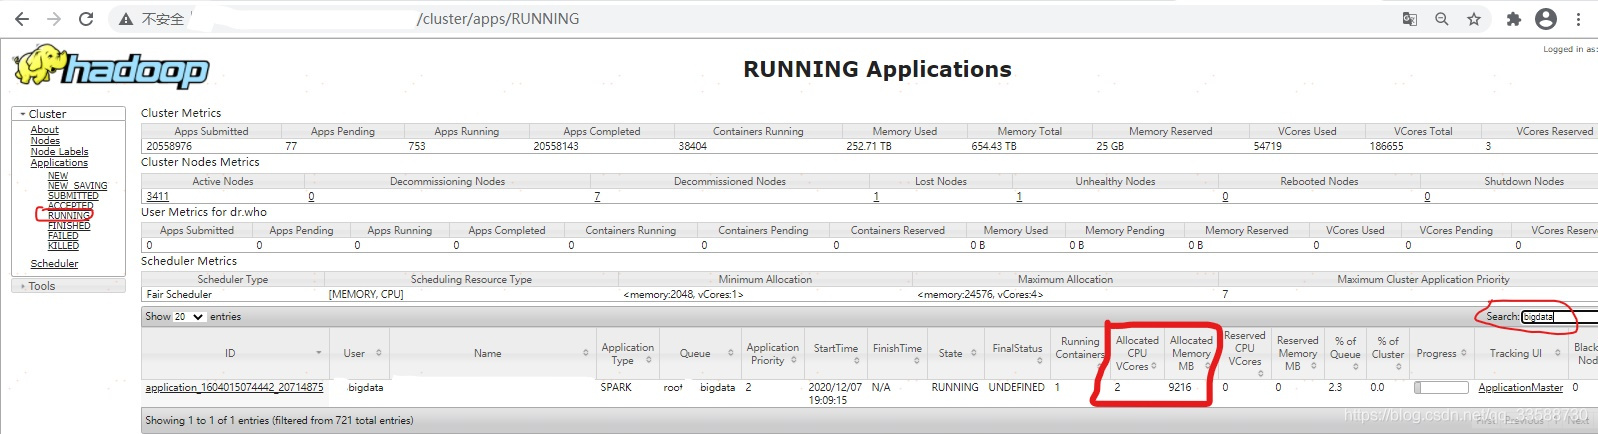 不安全 /cluster/apps/RUNNING
Logged in as:
hadoop
RUNNING Applications
Cluster
About
Nodes
Node Labels
Applications
NEW
NEW_SAVING
SUBMITTED
ACCEPTED
RUNNING
FINISHED
FAILED
KILLED
Scheduler
Tools
Cluster Metrics
Apps Submitted Apps Pending Apps Running Apps Completed Containers Running Memory Used Memory Total Memory Reserved VCores Used VCores Total VCores Reserved
20558976 77 753 20558143 38404 252.71 TB 654.43 TB 25 GB 54719 186655 3
Cluster Nodes Metrics
Active Nodes Decommissioning Nodes Decommissioned Nodes Lost Nodes Unhealthy Nodes Rebooted Nodes Shutdown Nodes
3411 0 7 1 1 0 0
User Metrics for dr.who
Apps Submitted Apps Pending Apps Running Apps Completed Containers Running Containers Pending Containers Reserved Memory Used Memory Pending Memory Reserved VCores Used VCores Pending VCores Reserve
0 0 0 0 0 0 0 0 B 0 B 0 B 0 0 0
Scheduler Metrics
Scheduler Type Scheduling Resource Type Minimum Allocation Maximum Allocation Maximum Cluster Application Priority
Fair Scheduler [MEMORY, CPU] <memory:2048, vCores:1> <memory:24576, vCores:4> 7
Show 20 entries Search: bigdata
ID User Name Application Type Queue Application Priority StartTime FinishTime State FinalStatus Running Containers Allocated CPU VCores Allocated Memory MB Reserved CPU VCores Reserved Memory MB % of Queue % of Cluster Progress Tracking UI Black Nod
application_1604015074442_20714875 bigdata SPARK root bigdata 2 2020/12/07 19:09:15 N/A RUNNING UNDEFINED 1 2 9216 0 0 2.3 0.0 ApplicationMaster 0
Showing 1 to 1 of 1 entries (filtered from 721 total entries) First Previous 1 Next
https://blog.csdn.net/qq_33588730